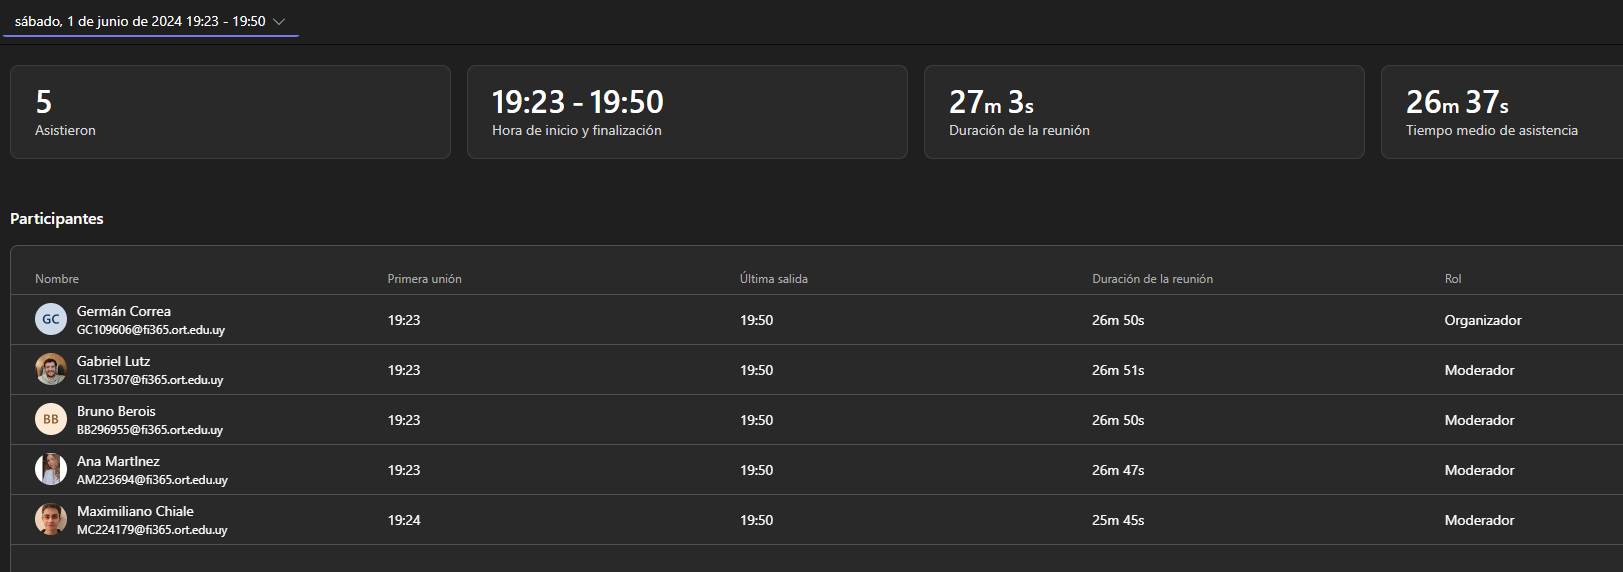 sábado, 1 de junio de 2024 19:23 - 19:50
5
Asistieron
19:23 - 19:50
Hora de inicio y finalización
27m 3s
Duración de la reunión
26m 37s
Tiempo medio de asistencia
Participantes
Nombre Primera unión Última salida Duración de la reunión Rol
GC Germán Correa
GC109606@fi365.ort.edu.uy
19:23 19:50 26m 50s Organizador
Gabriel Lutz
GL173507@fi365.ort.edu.uy
19:23 19:50 26m 51s Moderador
BB Bruno Berois
BB296955@fi365.ort.edu.uy
19:23 19:50 26m 50s Moderador
Ana MartInez
AM223694@fi365.ort.edu.uy
19:23 19:50 26m 47s Moderador
Maximiliano Chiale
MC224179@fi365.ort.edu.uy
19:24 19:50 25m 45s Moderador